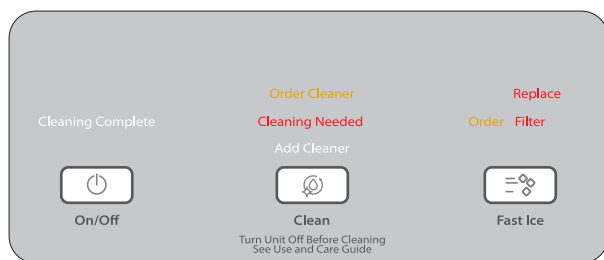 Replace
Order Cleaner
Cleaning Complete
Cleaning Needed
Order Filter
Add Cleaner
On/Off
Clean
Fast Ice
Turn Unit Off Before Cleaning
See Use and Care Guide